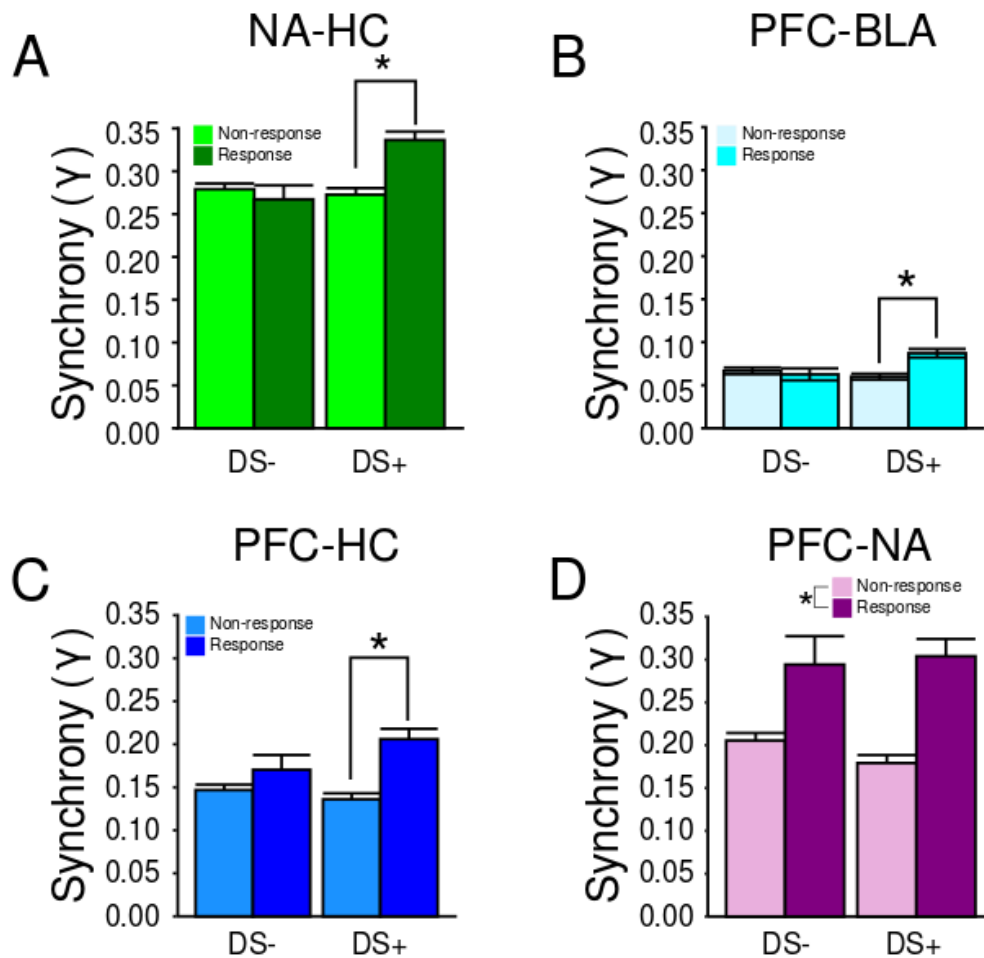 A
NA-HC
*
Non-response
Response
Synchrony (γ)
0.35
0.30
0.25
0.20
0.15
0.10
0.05
0.00
DS-
DS+
B
PFC-BLA
Non-response
Response
*
Synchrony (γ)
0.35
0.30
0.25
0.20
0.15
0.10
0.05
0.00
DS-
DS+
C
PFC-HC
Non-response
Response
*
Synchrony (γ)
0.35
0.30
0.25
0.20
0.15
0.10
0.05
0.00
DS-
DS+
D
PFC-NA
*
Non-response
Response
Synchrony (γ)
0.35
0.30
0.25
0.20
0.15
0.10
0.05
0.00
DS-
DS+